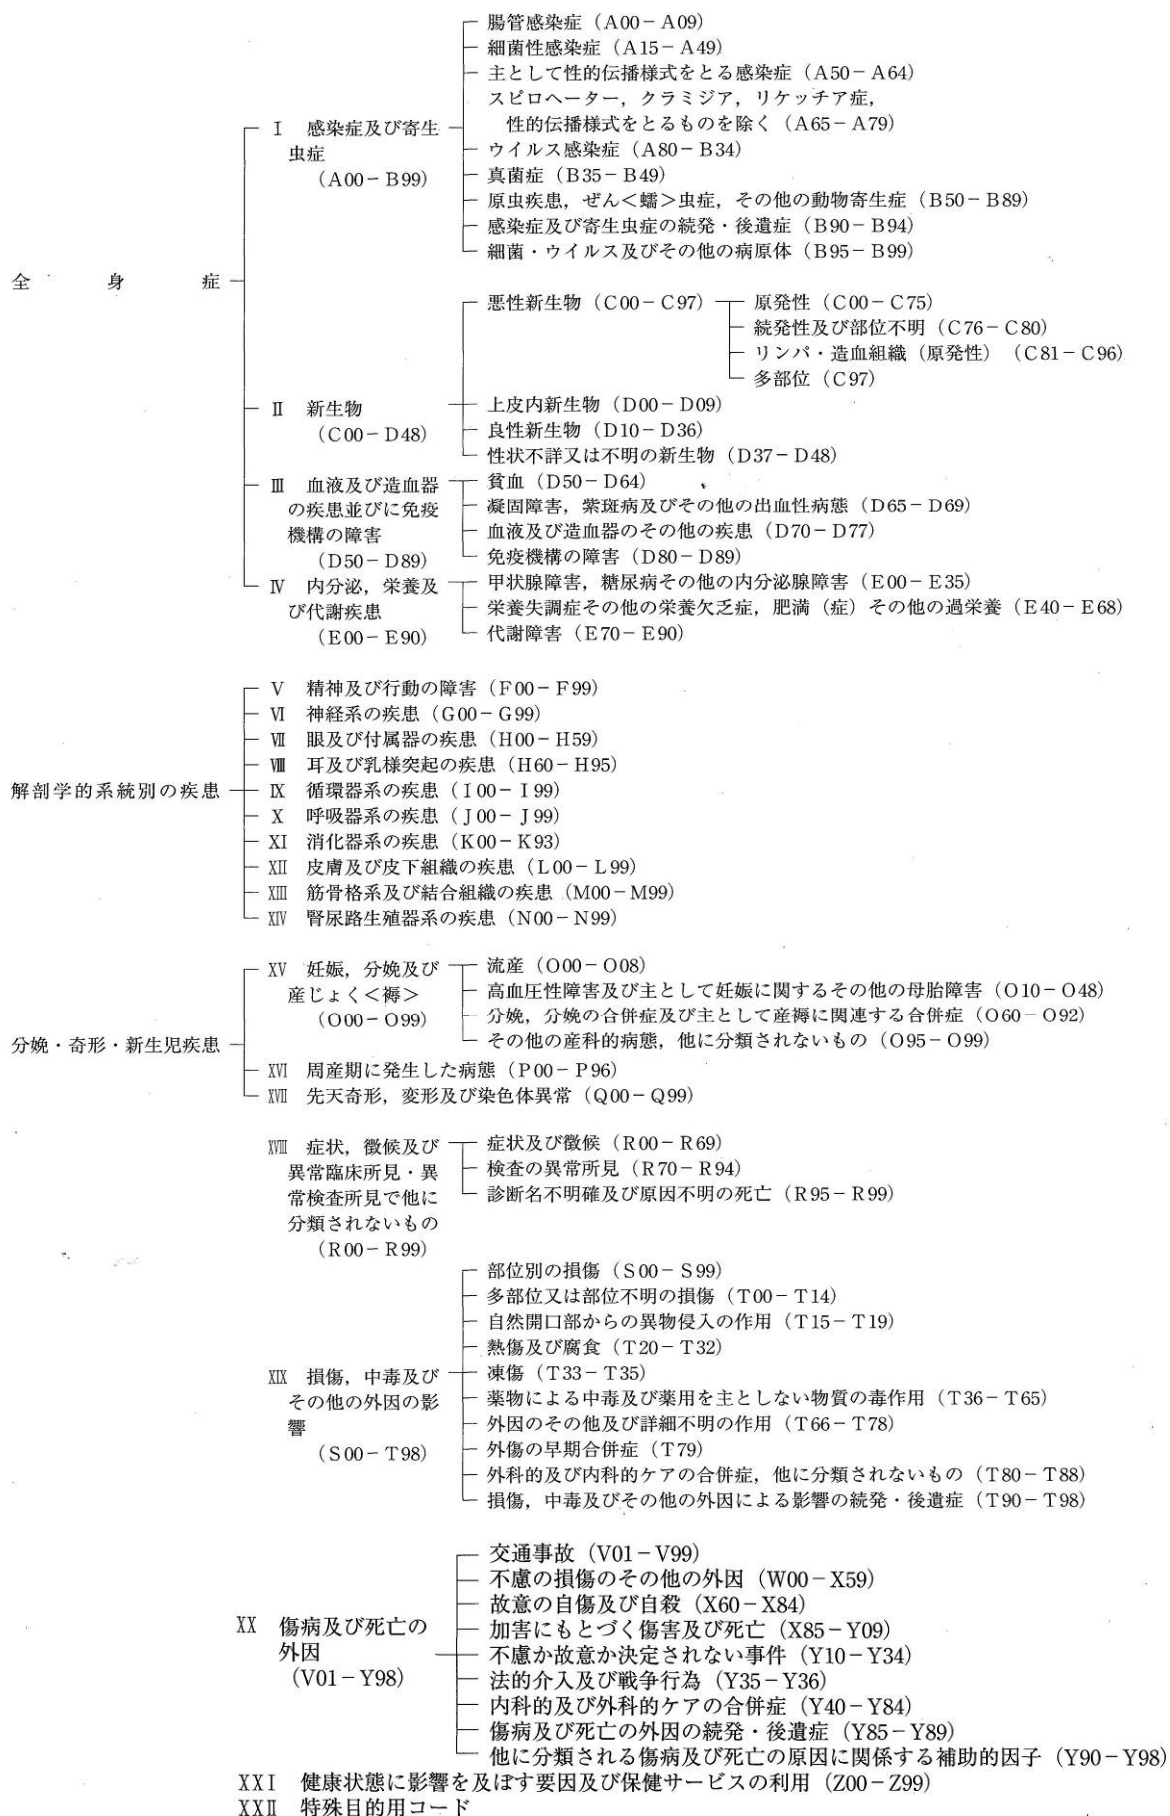 全身症
Ⅰ 感染症及び寄生
虫症
(A00－B99)
腸管感染症（A00－A09）
細菌性感染症（A15－A49）
主として性的伝播様式をとる感染症（A50－A64）
スピロヘーター，クラミジア，リケッチア症，
性的伝播様式をとるものを除く（A65－A79）
ウイルス感染症（A80－B34）
真菌症（B35－B49）
原虫疾患，ぜん＜蠕＞虫症，その他の動物寄生症（B50－B89）
感染症及び寄生虫症の続発・後遺症（B90－B94）
細菌・ウイルス及びその他の病原体（B95－B99）
Ⅱ 新生物
(C00－D48)
悪性新生物（C00－C97）
原発性（C00－C75）
続発性及び部位不明（C76－C80）
リンパ・造血組織（原発性）（C81－C96）
多部位（C97）
上皮内新生物（D00－D09）
良性新生物（D10－D36）
性状不詳又は不明の新生物（D37－D48）
Ⅲ 血液及び造血器
の疾患並びに免疫
機構の障害
(D50－D89)
貧血（D50－D64）
凝固障害，紫斑病及びその他の出血性病態（D65－D69）
血液及び造血器のその他の疾患（D70－D77）
免疫機構の障害（D80－D89）
Ⅳ 内分泌，栄養及
び代謝疾患
(E00－E90)
甲状腺障害，糖尿病その他の内分泌腺障害（E00－E35）
栄養失調症その他の栄養欠乏症，肥満（症）その他の過栄養（E40－E68）
代謝障害（E70－E90）
解剖学的系統別の疾患
Ⅴ 精神及び行動の障害（F00－F99）
Ⅵ 神経系の疾患（G00－G99）
Ⅶ 眼及び付属器の疾患（H00－H59）
Ⅷ 耳及び乳様突起の疾患（H60－H95）
Ⅸ 循環器系の疾患（I00－I99）
Ⅹ 呼吸器系の疾患（J00－J99）
XI 消化器系の疾患（K00－K93）
XII 皮膚及び皮下組織の疾患（L00－L99）
XIII 筋骨格系及び結合組織の疾患（M00－M99）
XIV 腎尿路生殖器系の疾患（N00－N99）
分娩・奇形・新生児疾患
XV 妊娠，分娩及び
産じょく＜褥＞
(O00－O99)
流産（O00－O08）
高血圧性障害及び主として妊娠に関するその他の母胎障害（O10－O48）
分娩，分娩の合併症及び主として産褥に関連する合併症（O60－O92）
その他の産科的病態，他に分類されないもの（O95－O99）
XVI 周産期に発生した病態（P00－P96）
XVII 先天奇形，変形及び染色体異常（Q00－Q99）
XVIII 症状，徴候及び
異常臨床所見・異
常検査所見で他に
分類されないもの
(R00－R99)
症状及び徴候（R00－R69）
検査の異常所見（R70－R94）
診断名不明確及び原因不明の死亡（R95－R99）
XIX 損傷，中毒及び
その他の外因の影
響
(S00－T98)
部位別の損傷（S00－S99）
多部位又は部位不明の損傷（T00－T14）
自然開口部からの異物侵入の作用（T15－T19）
熱傷及び腐食（T20－T32）
凍傷（T33－T35）
薬物による中毒及び薬用を主としない物質の毒作用（T36－T65）
外因のその他及び詳細不明の作用（T66－T78）
外傷の早期合併症（T79）
外科的及び内科的ケアの合併症，他に分類されないもの（T80－T88）
損傷，中毒及びその他の外因による影響の続発・後遺症（T90－T98）
XX 傷病及び死亡の
外因
(V01－Y98)
交通事故（V01－V99）
不慮の損傷のその他の外因（W00－X59）
故意の自傷及び自殺（X60－X84）
加害にもとづく傷害及び死亡（X85－Y09）
不慮か故意か決定されない事件（Y10－Y34）
法的介入及び戦争行為（Y35－Y36）
内科的及び外科的ケアの合併症（Y40－Y84）
傷病及び死亡の外因の続発・後遺症（Y85－Y89）
他に分類される傷病及び死亡の原因に関係する補助的因子（Y90－Y98）
XXI 健康状態に影響を及ぼす要因及び保健サービスの利用（Z00－Z99）
XXII 特殊目的用コード